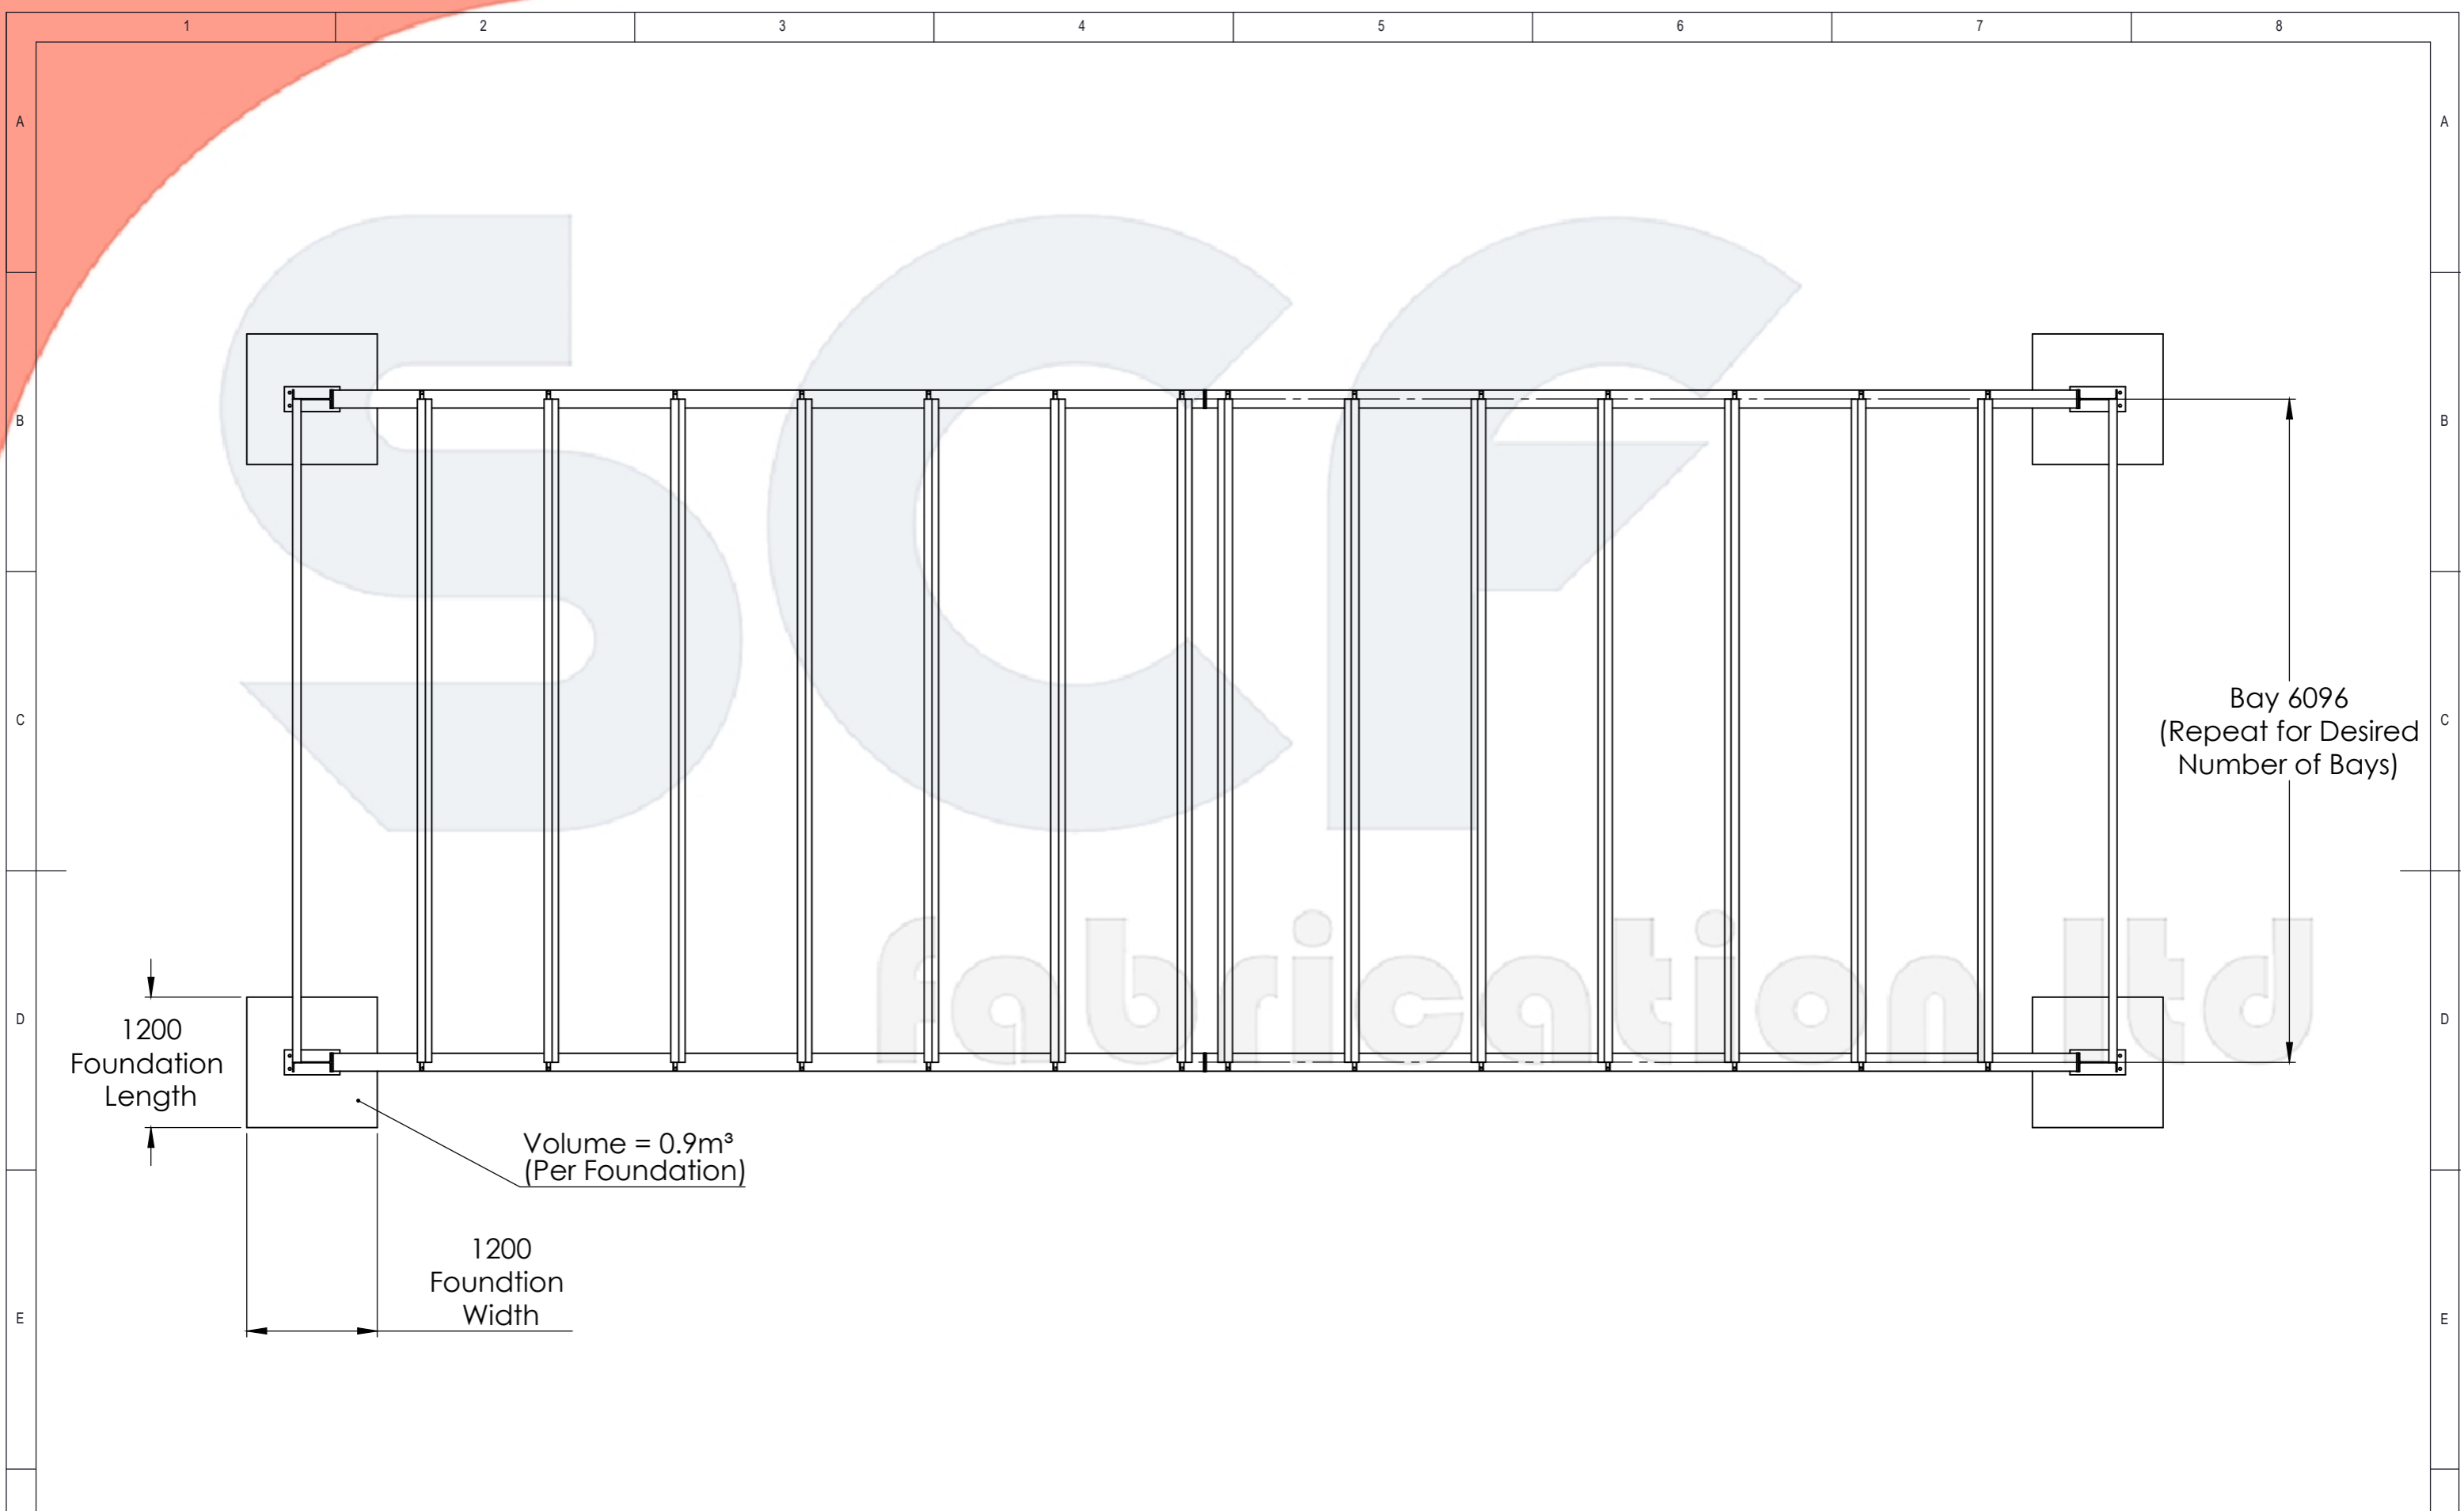 1 2 3 4 5 6 7 8
A A
SCF
B B
Bay 6096
(Repeat for Desired
Number of Bays)
C C
fabrication ltd
D D
1200
Foundation
Length
Volume = 0.9m³
(Per Foundation)
1200
Foundtion
Width
E E